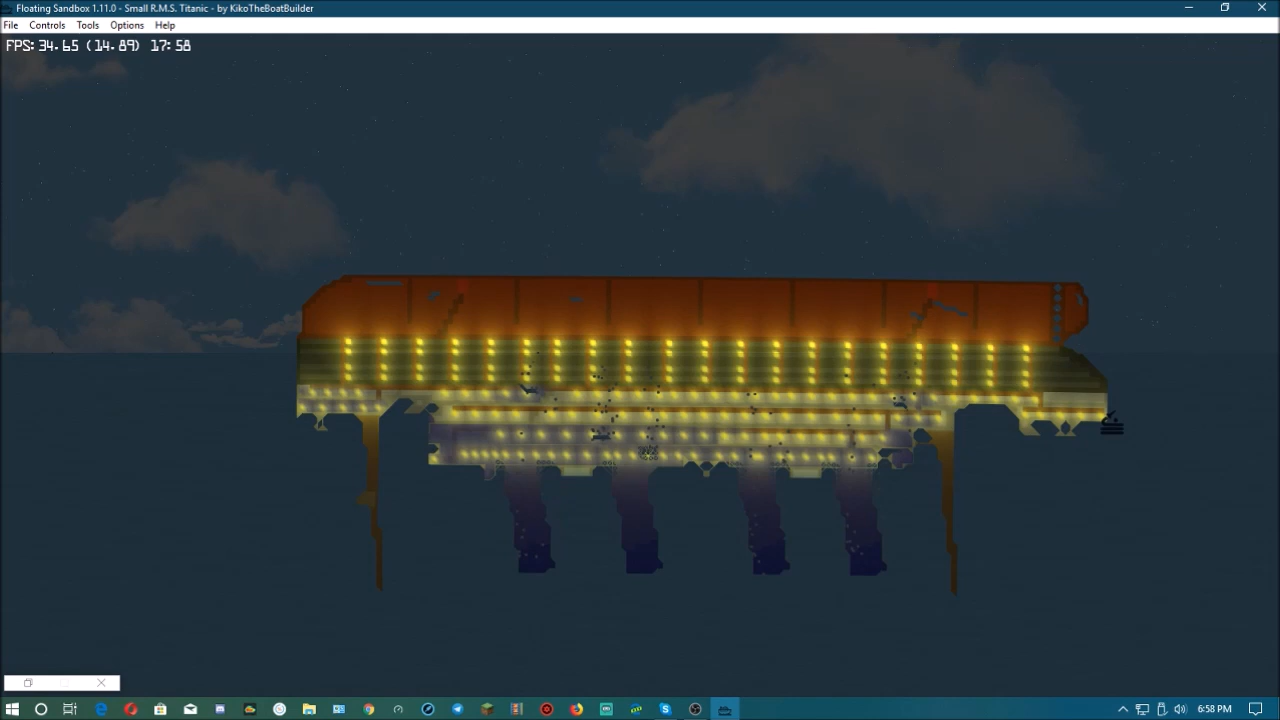 Floating Sandbox 1.11.0 - Small R.M.S. Titanic - by KikoTheBoatBuilder
File Controls Tools Options Help
FPS: 34.65 (14.89) 17:58
6:58 PM